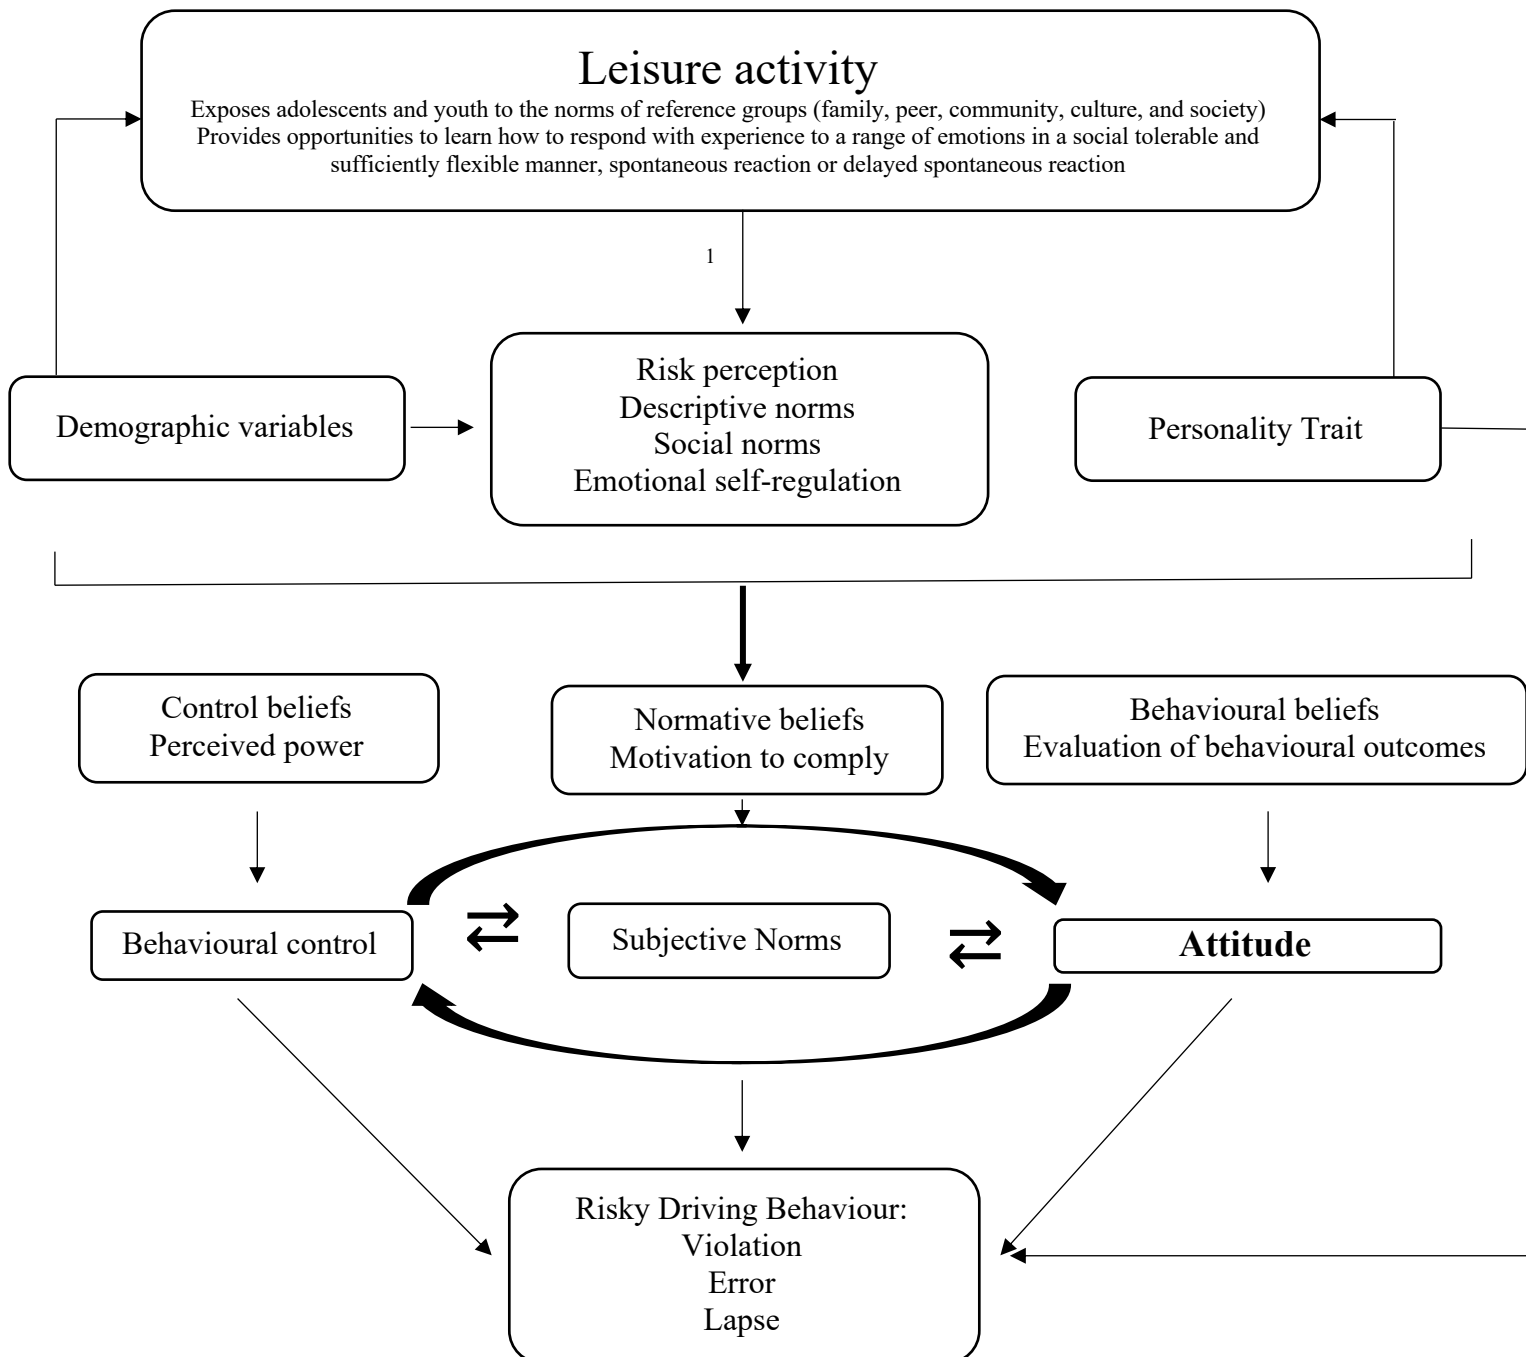 Leisure activity
Exposes adolescents and youth to the norms of reference groups (family, peer, community, culture, and society)
Provides opportunities to learn how to respond with experience to a range of emotions in a social tolerable and
sufficiently flexible manner, spontaneous reaction or delayed spontaneous reaction
1
Demographic variables
Risk perception
Descriptive norms
Social norms
Emotional self-regulation
Personality Trait
Control beliefs
Perceived power
Normative beliefs
Motivation to comply
Behavioural beliefs
Evaluation of behavioural outcomes
Behavioural control
Subjective Norms
Attitude
Risky Driving Behaviour:
Violation
Error
Lapse